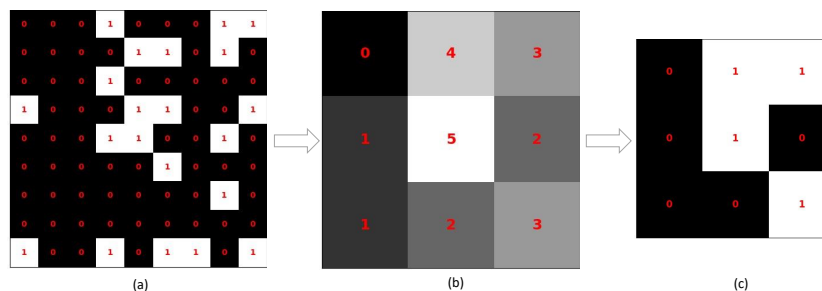 0 0 0 1 0 0 0 1 1
0 0 0 0 1 1 0 1 0
0 0 0 1 0 0 0 0 0
1 0 0 0 1 1 0 0 1
0 0 0 1 1 0 0 1 0
0 0 0 0 0 1 0 0 0
0 0 0 0 0 0 0 1 0
0 0 0 0 0 0 0 0 0
1 0 0 1 0 1 1 0 1
(a)
0 4 3
1 5 2
1 2 3
(b)
0 1 1
0 1 0
0 0 1
(c)